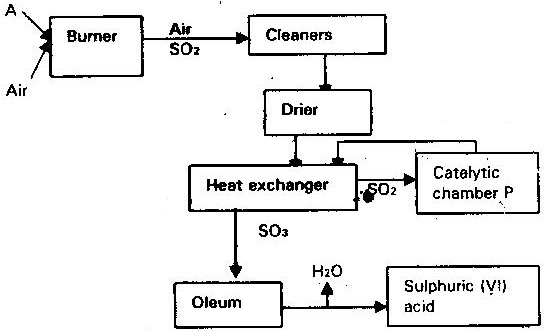 A
Burner
Air
SO₂
Cleaners
Air
Drier
Heat exchanger
SO₂
Catalytic
chamber P
SO₃
H₂O
Oleum
Sulphuric (VI)
acid